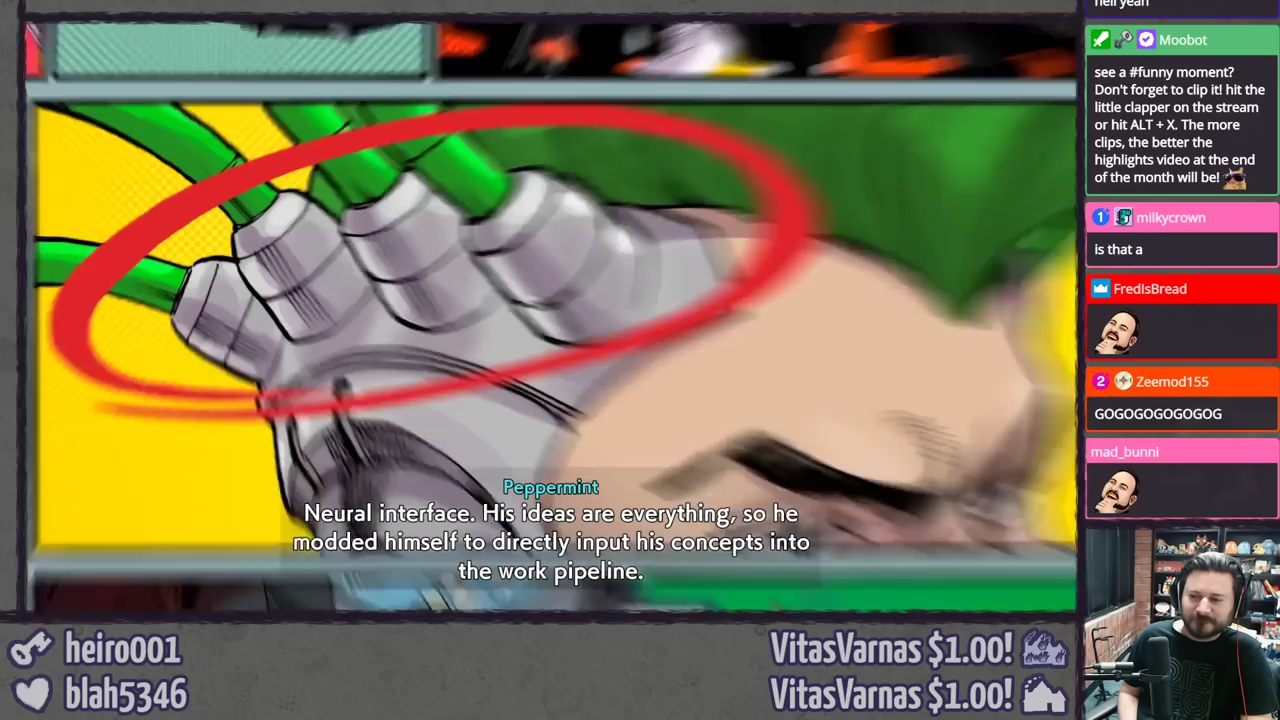 Peppermint
Neural interface. His ideas are everything, so he
modded himself to directly input his concepts into
the work pipeline.
heiro001
blah5346
VitasVarnas $1.00!
VitasVarnas $1.00!
hell yeah
Moobot
see a #funny moment?
Don't forget to clip it! hit the
little clapper on the stream
or hit ALT + X. The more
clips, the better the
highlights video at the end
of the month will be!
1 milkycrown
is that a
FredIsBread
2 Zeemod155
GOGOGOGOGOGOG
mad_bunni